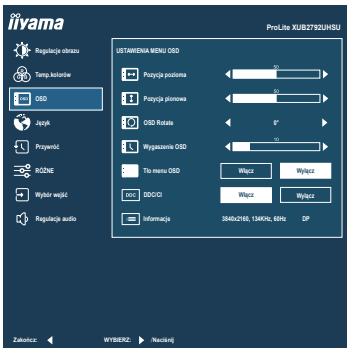 iiyama
ProLite XUB2792UHSU
Regulacje obrazu
Temp.kolorów
OSD
Język
Przywróć
RÓŻNE
Wybór wejść
Regulacje audio
USTAWIENIA MENU OSD
Pozycja pozioma 50
Pozycja pionowa 50
OSD Rotate 0°
Wygaszenie OSD 10
Tło menu OSD Włącz Wyłącz
DDC DDC/CI Włącz Wyłącz
Informacje 3840x2160, 134KHz, 60Hz DP
Zakończ: WYBIERZ: /Naciśnij